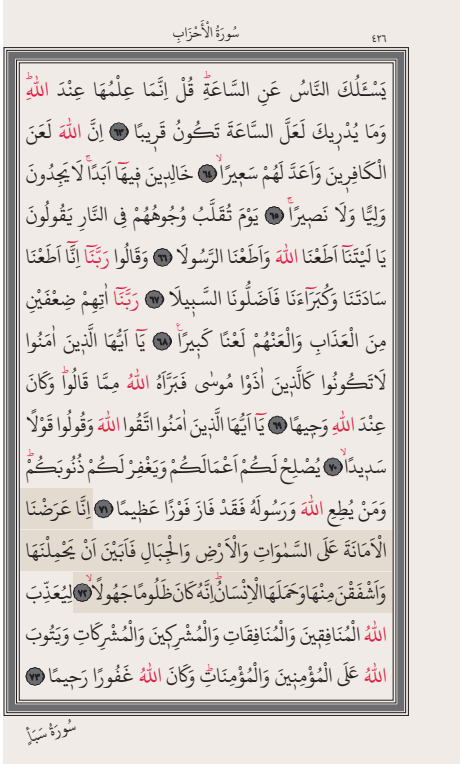 سُورَةُ الْأَحْزَابِ ٤٢٦
يَسْـَٔلُكَ النَّاسُ عَنِ السَّاعَةِۜ قُلْ اِنَّمَا عِلْمُهَا عِنْدَ اللّٰهِۜ
وَمَا يُدْر۪يكَ لَعَلَّ السَّاعَةَ تَكُونُ قَر۪يبًا ﴿٦٣﴾ اِنَّ اللّٰهَ لَعَنَ
الْكَافِر۪ينَ وَاَعَدَّ لَهُمْ سَع۪يرًاۙ ﴿٦٤﴾ خَالِد۪ينَ ف۪يهَٓا اَبَدًاۚ لَا يَجِدُونَ
وَلِيًّا وَلَا نَص۪يرًاۚ ﴿٦٥﴾ يَوْمَ تُقَلَّبُ وُجُوهُهُمْ فِي النَّارِ يَقُولُونَ
يَا لَيْتَنَٓا اَطَعْنَا اللّٰهَ وَاَطَعْنَا الرَّسُولَا ﴿٦٦﴾ وَقَالُوا رَبَّنَٓا اِنَّٓا اَطَعْنَا
سَادَتَنَا وَكُبَرَٓاءَنَا فَاَضَلُّونَا السَّب۪يلَا ﴿٦٧﴾ رَبَّنَٓا اٰتِهِمْ ضِعْفَيْنِ
مِنَ الْعَذَابِ وَالْعَنْهُمْ لَعْنًا كَب۪يرًاۚ ﴿٦٨﴾ يَٓا اَيُّهَا الَّذ۪ينَ اٰمَنُوا
لَا تَكُونُوا كَالَّذ۪ينَ اٰذَوْا مُوسٰى فَبَرَّاَهُ اللّٰهُ مِمَّا قَالُواۜ وَكَانَ
عِنْدَ اللّٰهِ وَج۪يهًا ﴿٦٩﴾ يَٓا اَيُّهَا الَّذ۪ينَ اٰمَنُوا اتَّقُوا اللّٰهَ وَقُولُوا قَوْلًا
سَد۪يدًاۙ ﴿٧٠﴾ يُصْلِحْ لَكُمْ اَعْمَالَكُمْ وَيَغْفِرْ لَكُمْ ذُنُوبَكُمْۜ
وَمَنْ يُطِعِ اللّٰهَ وَرَسُولَهُ فَقَدْ فَازَ فَوْزًا عَظ۪يمًا ﴿٧١﴾ اِنَّا عَرَضْنَا
الْاَمَانَةَ عَلَى السَّمٰوَاتِ وَالْاَرْضِ وَالْجِبَالِ فَاَبَيْنَ اَنْ يَحْمِلْنَهَا
وَاَشْفَقْنَ مِنْهَا وَحَمَلَهَا الْاِنْسَانُۜ اِنَّهُ كَانَ ظَلُومًا جَهُولًاۙ ﴿٧٢﴾ لِيُعَذِّبَ
اللّٰهُ الْمُنَافِق۪ينَ وَالْمُنَافِقَاتِ وَالْمُشْرِك۪ينَ وَالْمُشْرِكَاتِ وَيَتُوبَ
اللّٰهُ عَلَى الْمُؤْمِن۪ينَ وَالْمُؤْمِنَاتِۜ وَكَانَ اللّٰهُ غَفُورًا رَح۪يمًا ﴿٧٣﴾
سُورَةُ سَبَأٍ